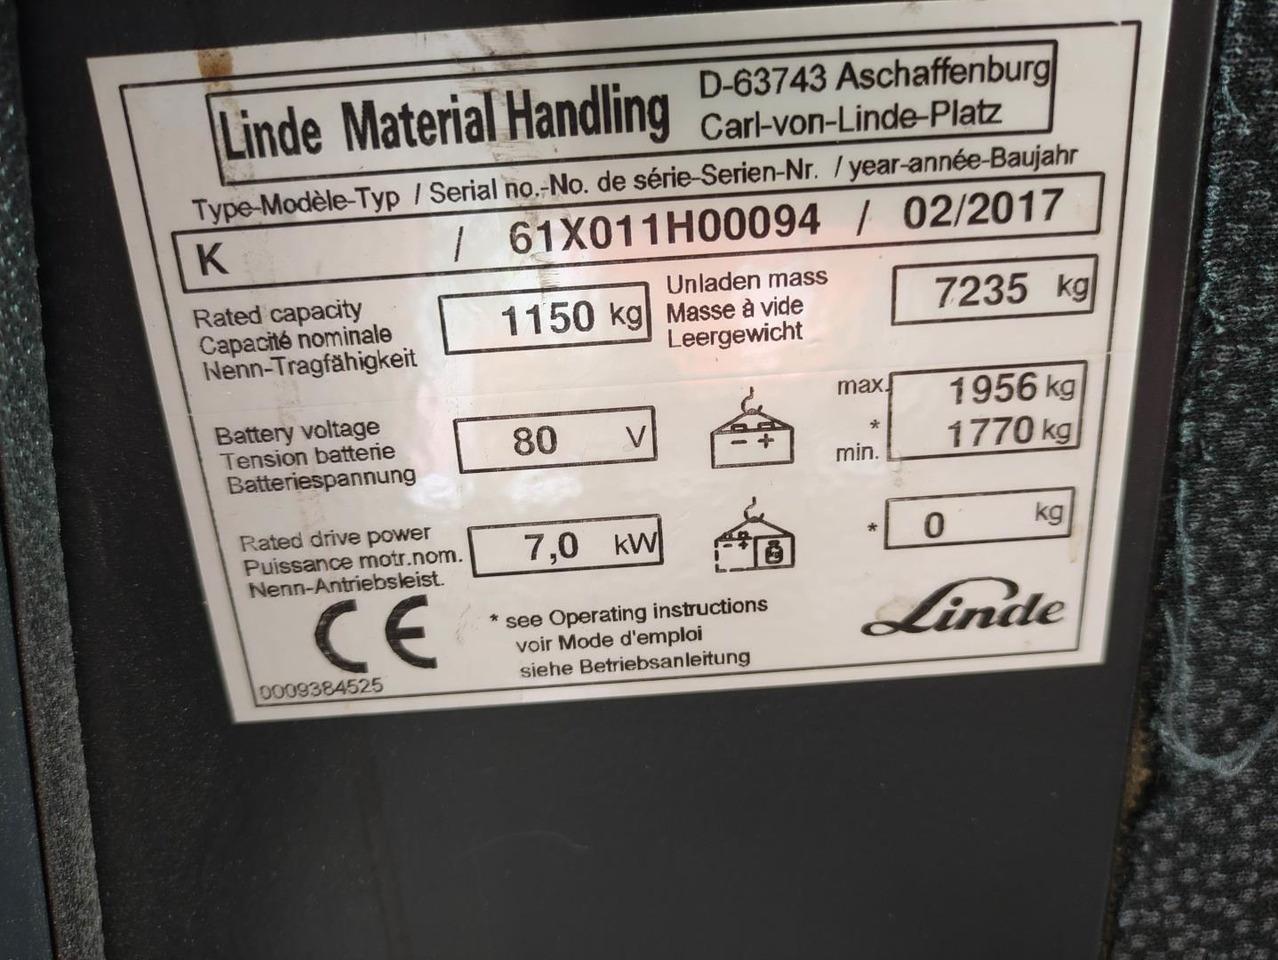 Linde Material Handling
D-63743 Aschaffenburg
Carl-von-Linde-Platz
Type-Modèle-Typ / Serial no.-No. de série-Serien-Nr. / year-année-Baujahr
K / 61X011H00094 / 02/2017
Rated capacity
Capacité nominale
Nenn-Tragfähigkeit
1150 kg
Unladen mass
Masse à vide
Leergewicht
7235 kg
Battery voltage
Tension batterie
Batteriespannung
80 V
- +
max. 1956 kg
*
min. 1770 kg
Rated drive power
Puissance motr.nom.
Nenn-Antriebsleist.
7,0 kW
- +
kg
* 0 kg
CE
* see Operating instructions
voir Mode d'emploi
siehe Betriebsanleitung
Linde
0009384525